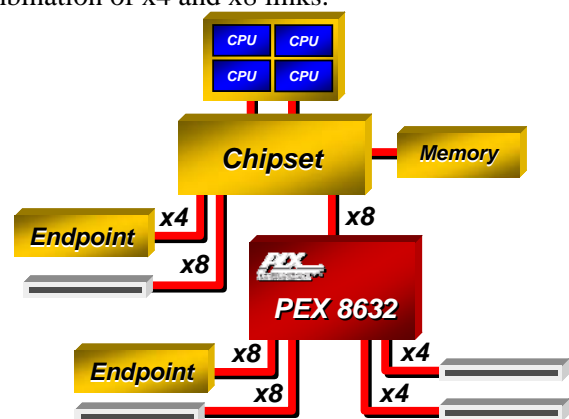 bination of x4 and x8 links.
CPU CPU
CPU CPU
Chipset
Memory
x4
x8
Endpoint
x8
PLX
PEX 8632
x8
x4
Endpoint
x8
x4